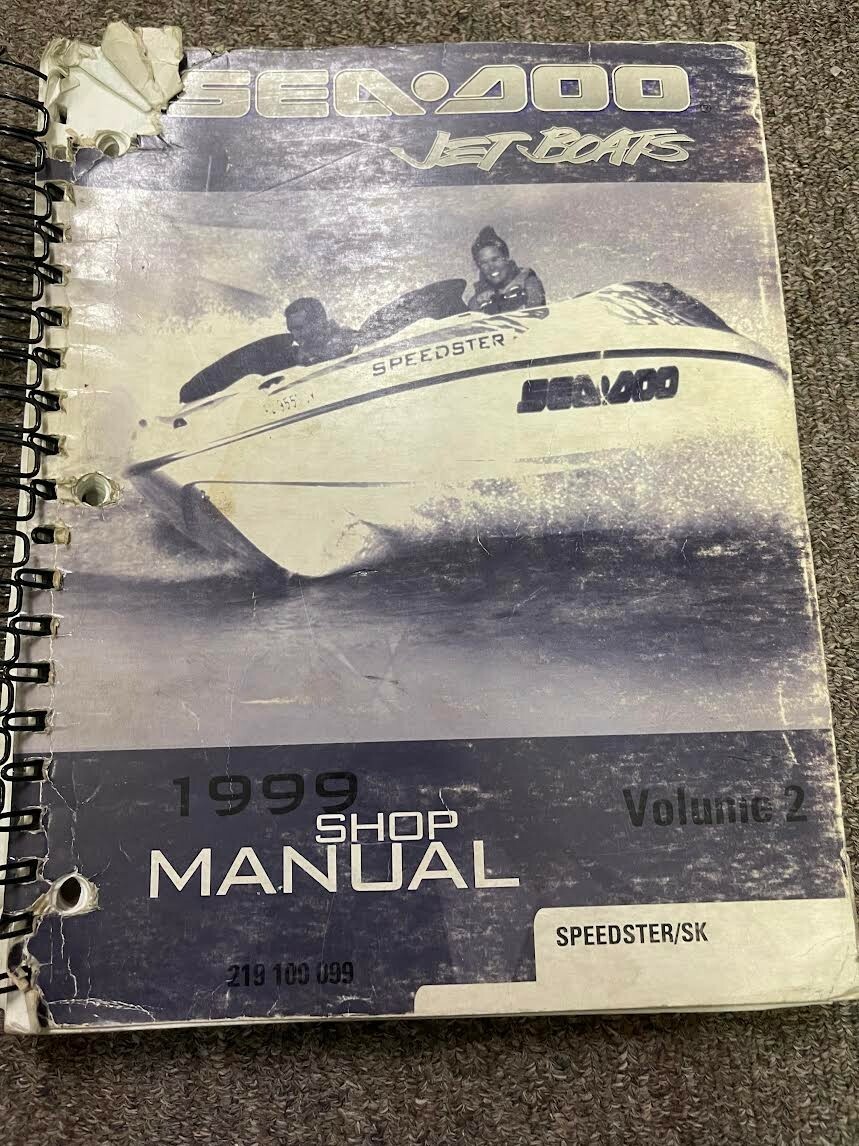 SEA•DOO®
JET BOATS
SPEEDSTER
SEA•DOO
1999
SHOP
MANUAL
Volume 2
SPEEDSTER/SK
219 100 099